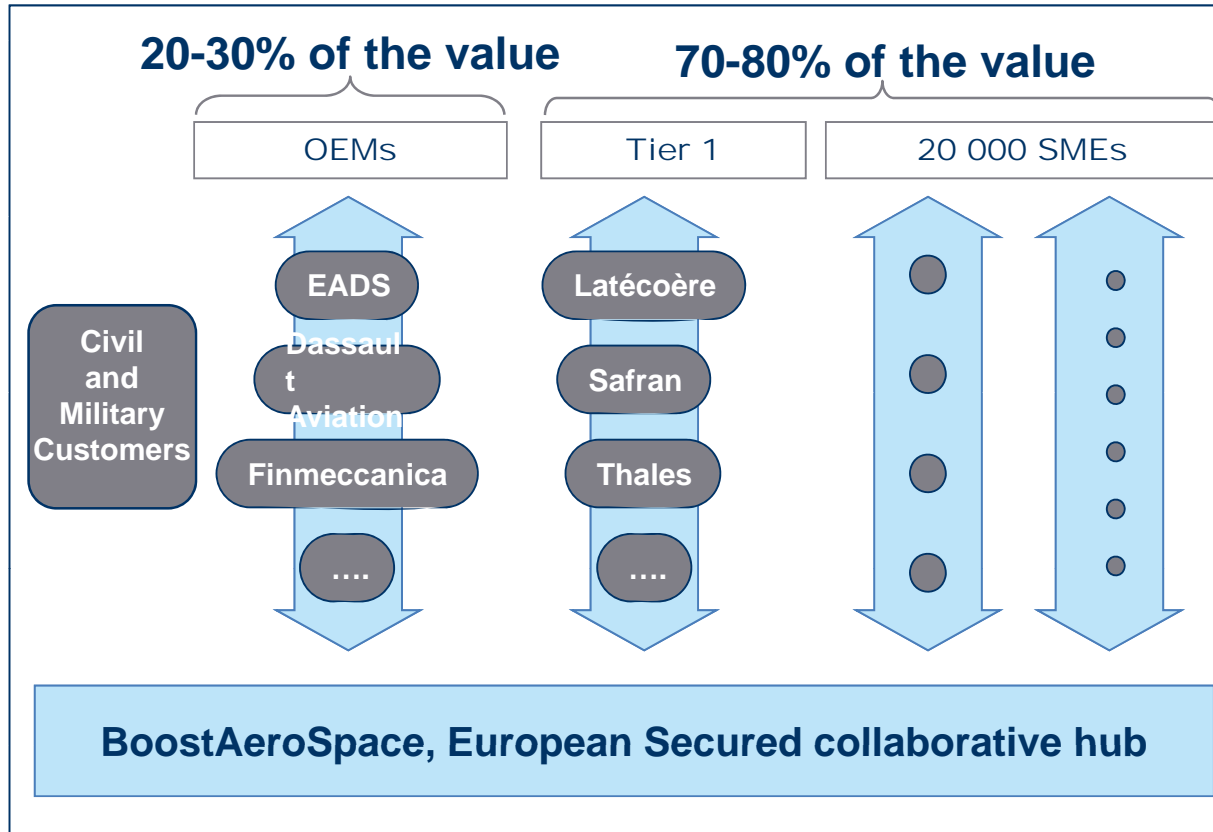 20-30% of the value
70-80% of the value
OEMs
Tier 1
20 000 SMEs
Civil
and
Military
Customers
EADS
Dassaul
t
Aviation
Finmeccanica
....
Latécoère
Safran
Thales
....
BoostAeroSpace, European Secured collaborative hub